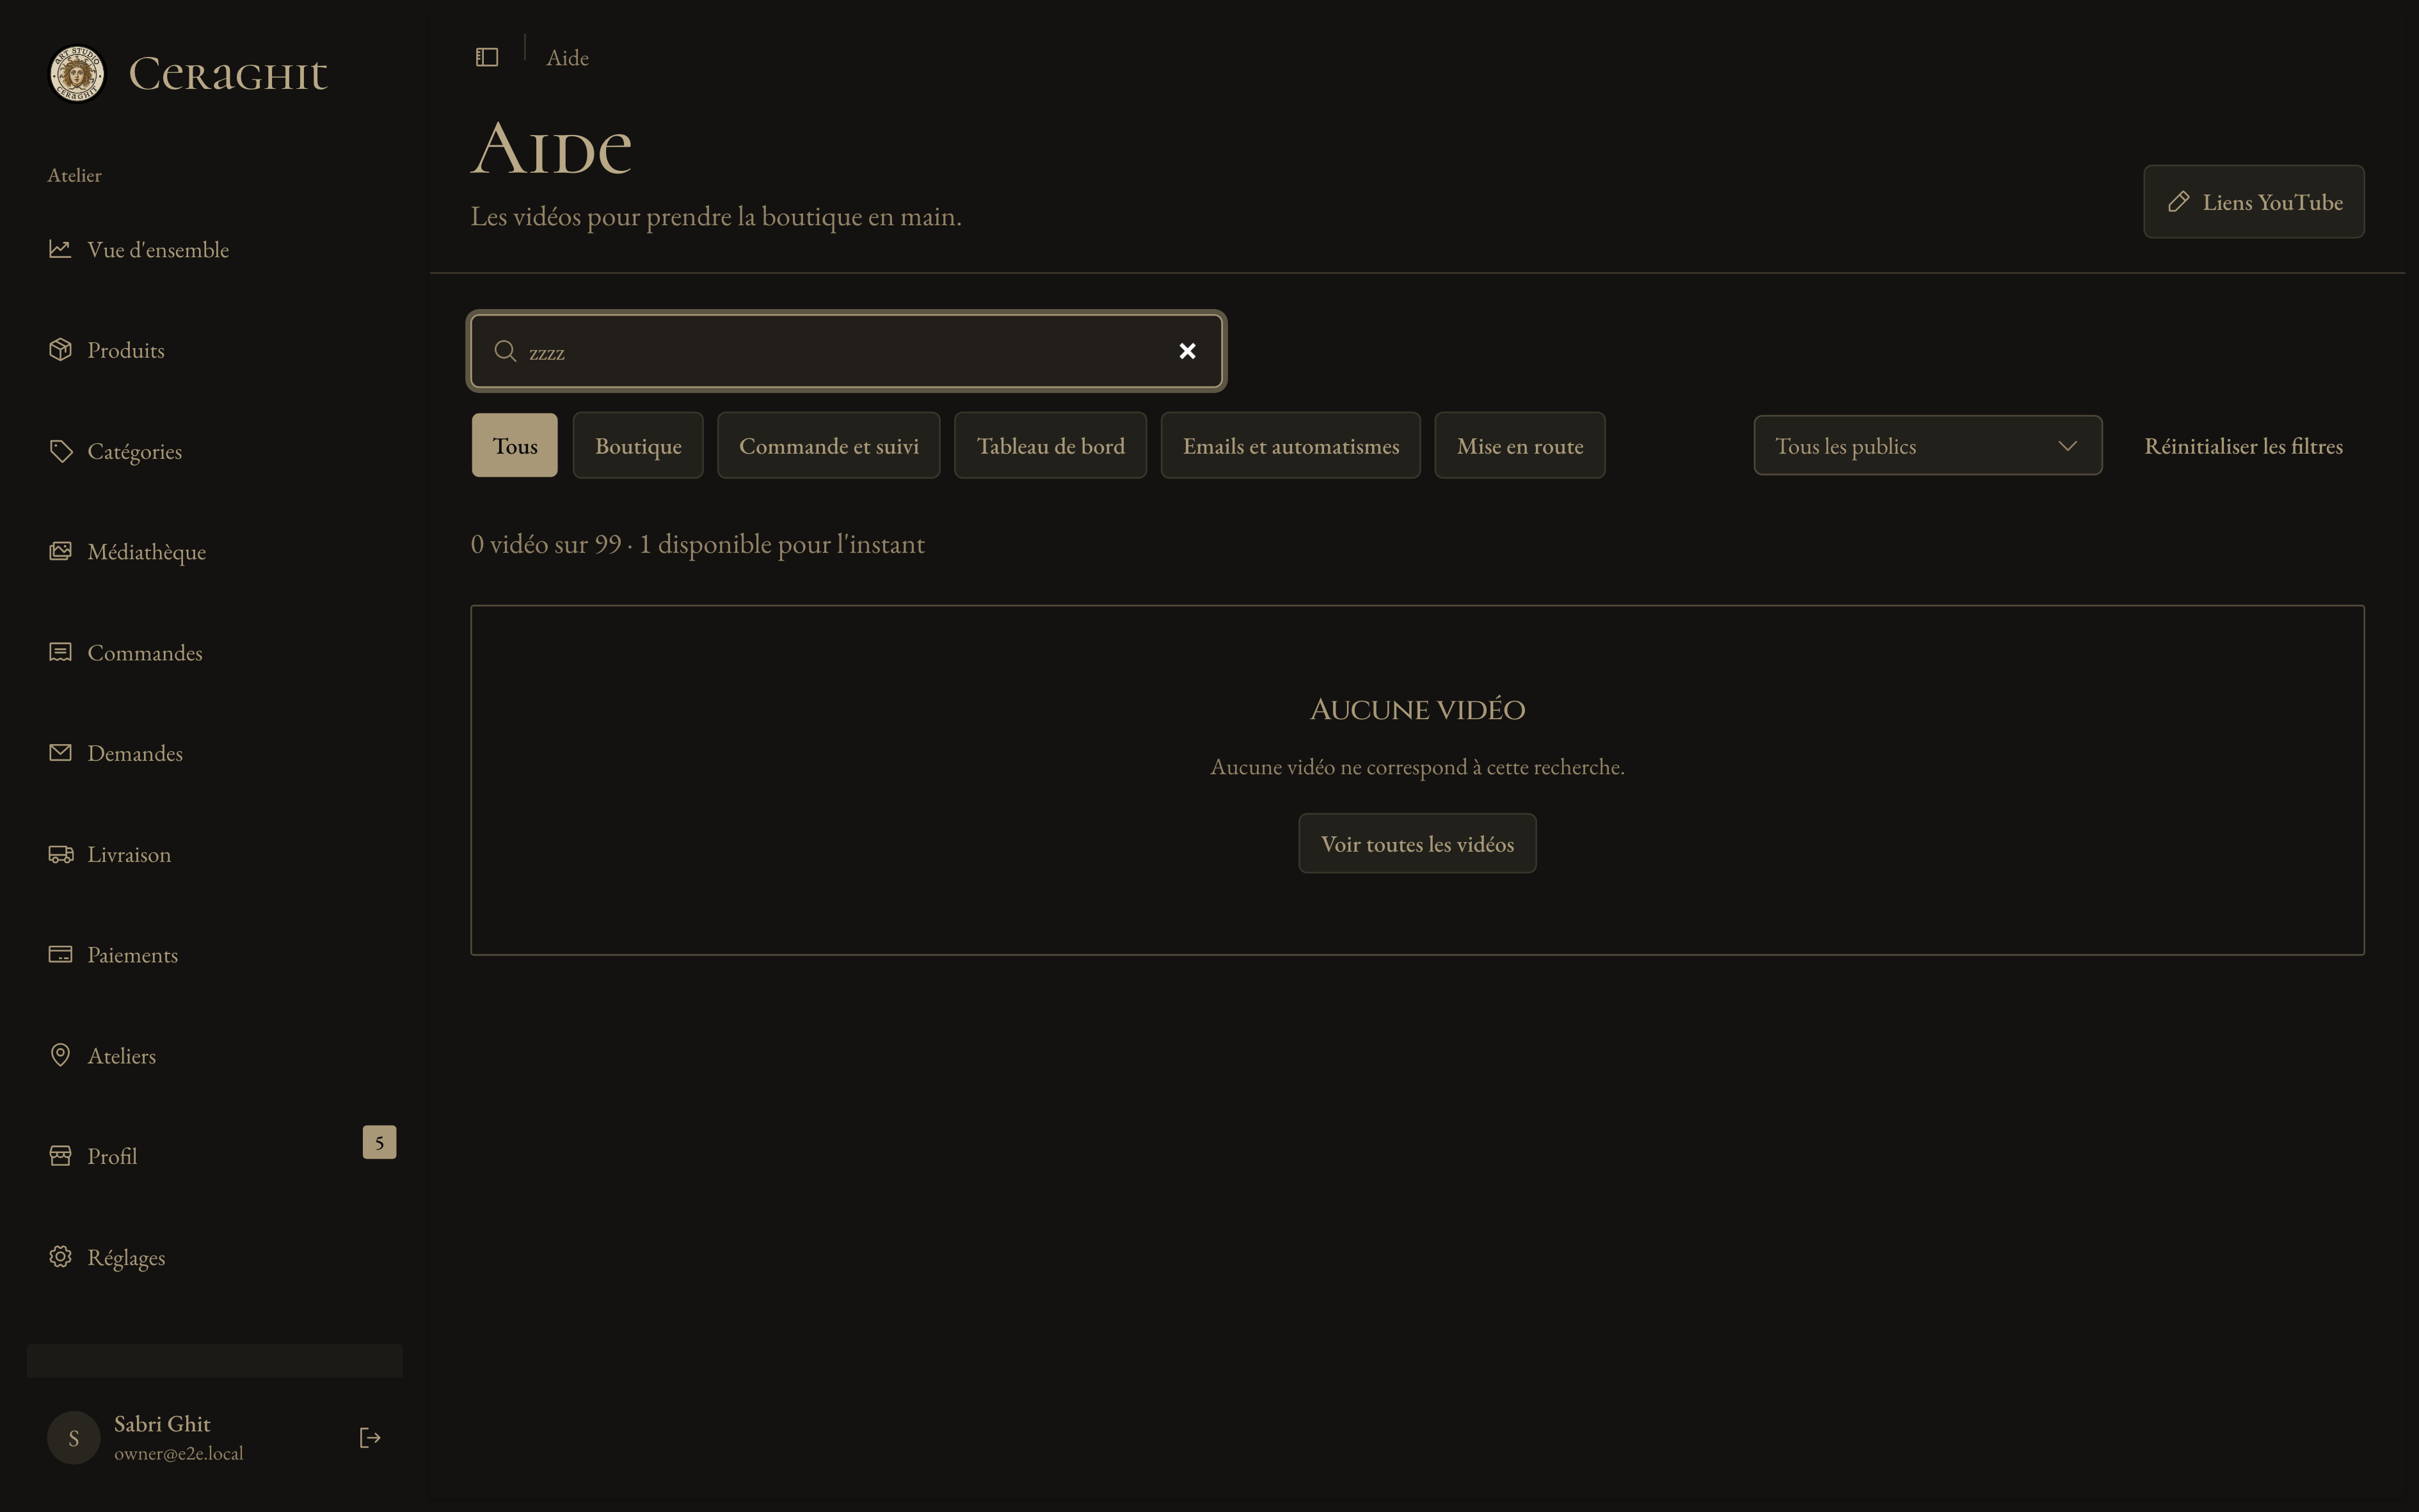 ART STUDIO
CERAGHIT
Ceraghit
Atelier
Vue d'ensemble
Produits
Catégories
Médiathèque
Commandes
Demandes
Livraison
Paiements
Ateliers
Profil
5
Réglages
S
Sabri Ghit
owner@e2e.local
Aide
Aide
Les vidéos pour prendre la boutique en main.
Liens YouTube
zzzz
Tous Boutique Commande et suivi Tableau de bord Emails et automatismes Mise en route Tous les publics Réinitialiser les filtres
0 vidéo sur 99 · 1 disponible pour l'instant
Aucune vidéo
Aucune vidéo ne correspond à cette recherche.
Voir toutes les vidéos